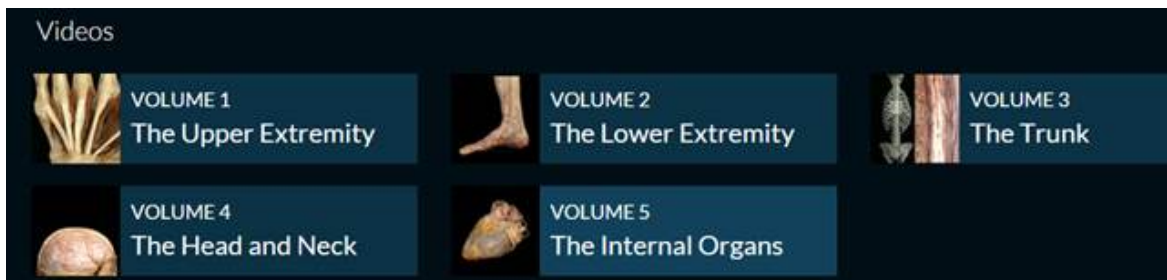 Videos
VOLUME 1
The Upper Extremity
VOLUME 2
The Lower Extremity
VOLUME 3
The Trunk
VOLUME 4
The Head and Neck
VOLUME 5
The Internal Organs